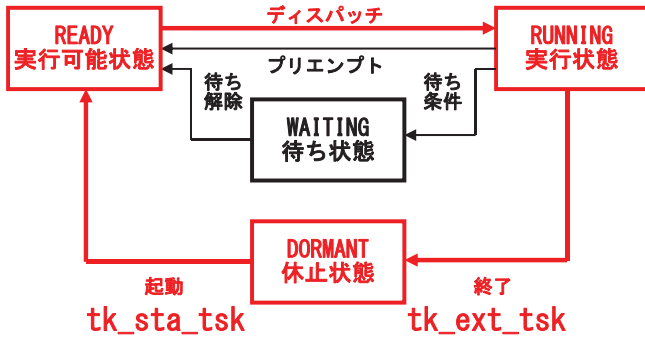 ディスパッチ
READY
実行可能状態
RUNNING
実行状態
プリエンプト
待ち
解除
待ち
条件
WAITING
待ち状態
DORMANT
休止状態
起動
tk_sta_tsk
終了
tk_ext_tsk